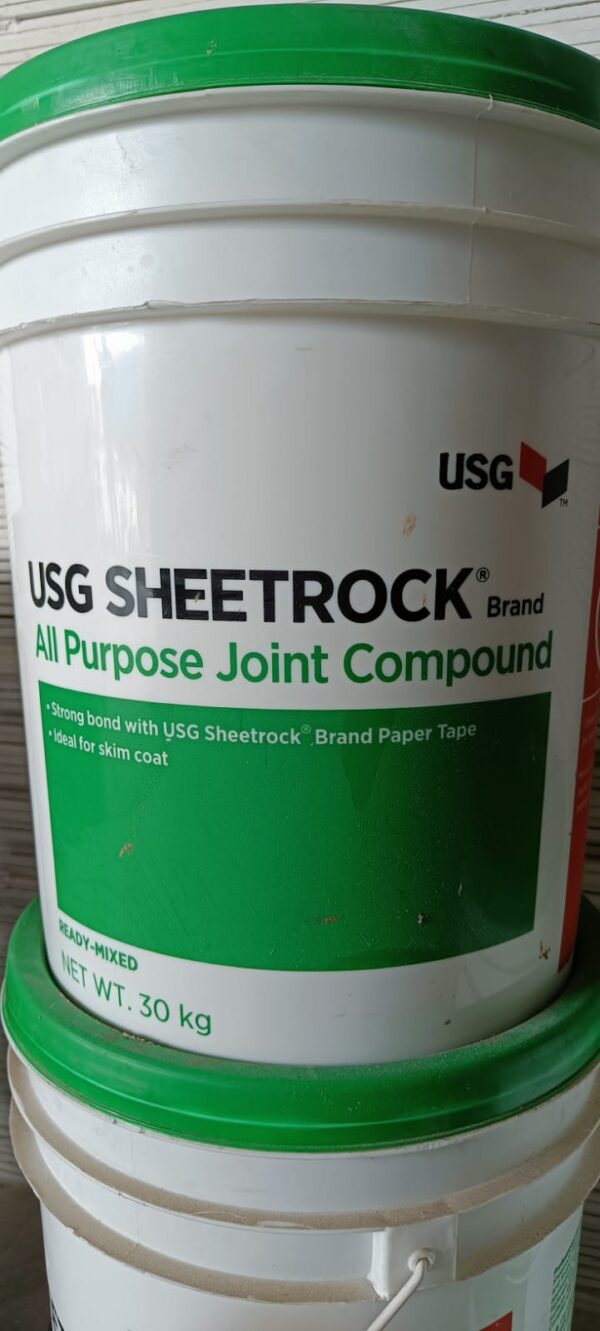 USG
TM
USG SHEETROCK® Brand
All Purpose Joint Compound
• Strong bond with USG Sheetrock® Brand Paper Tape
• Ideal for skim coat
READY-MIXED
NET WT. 30 kg